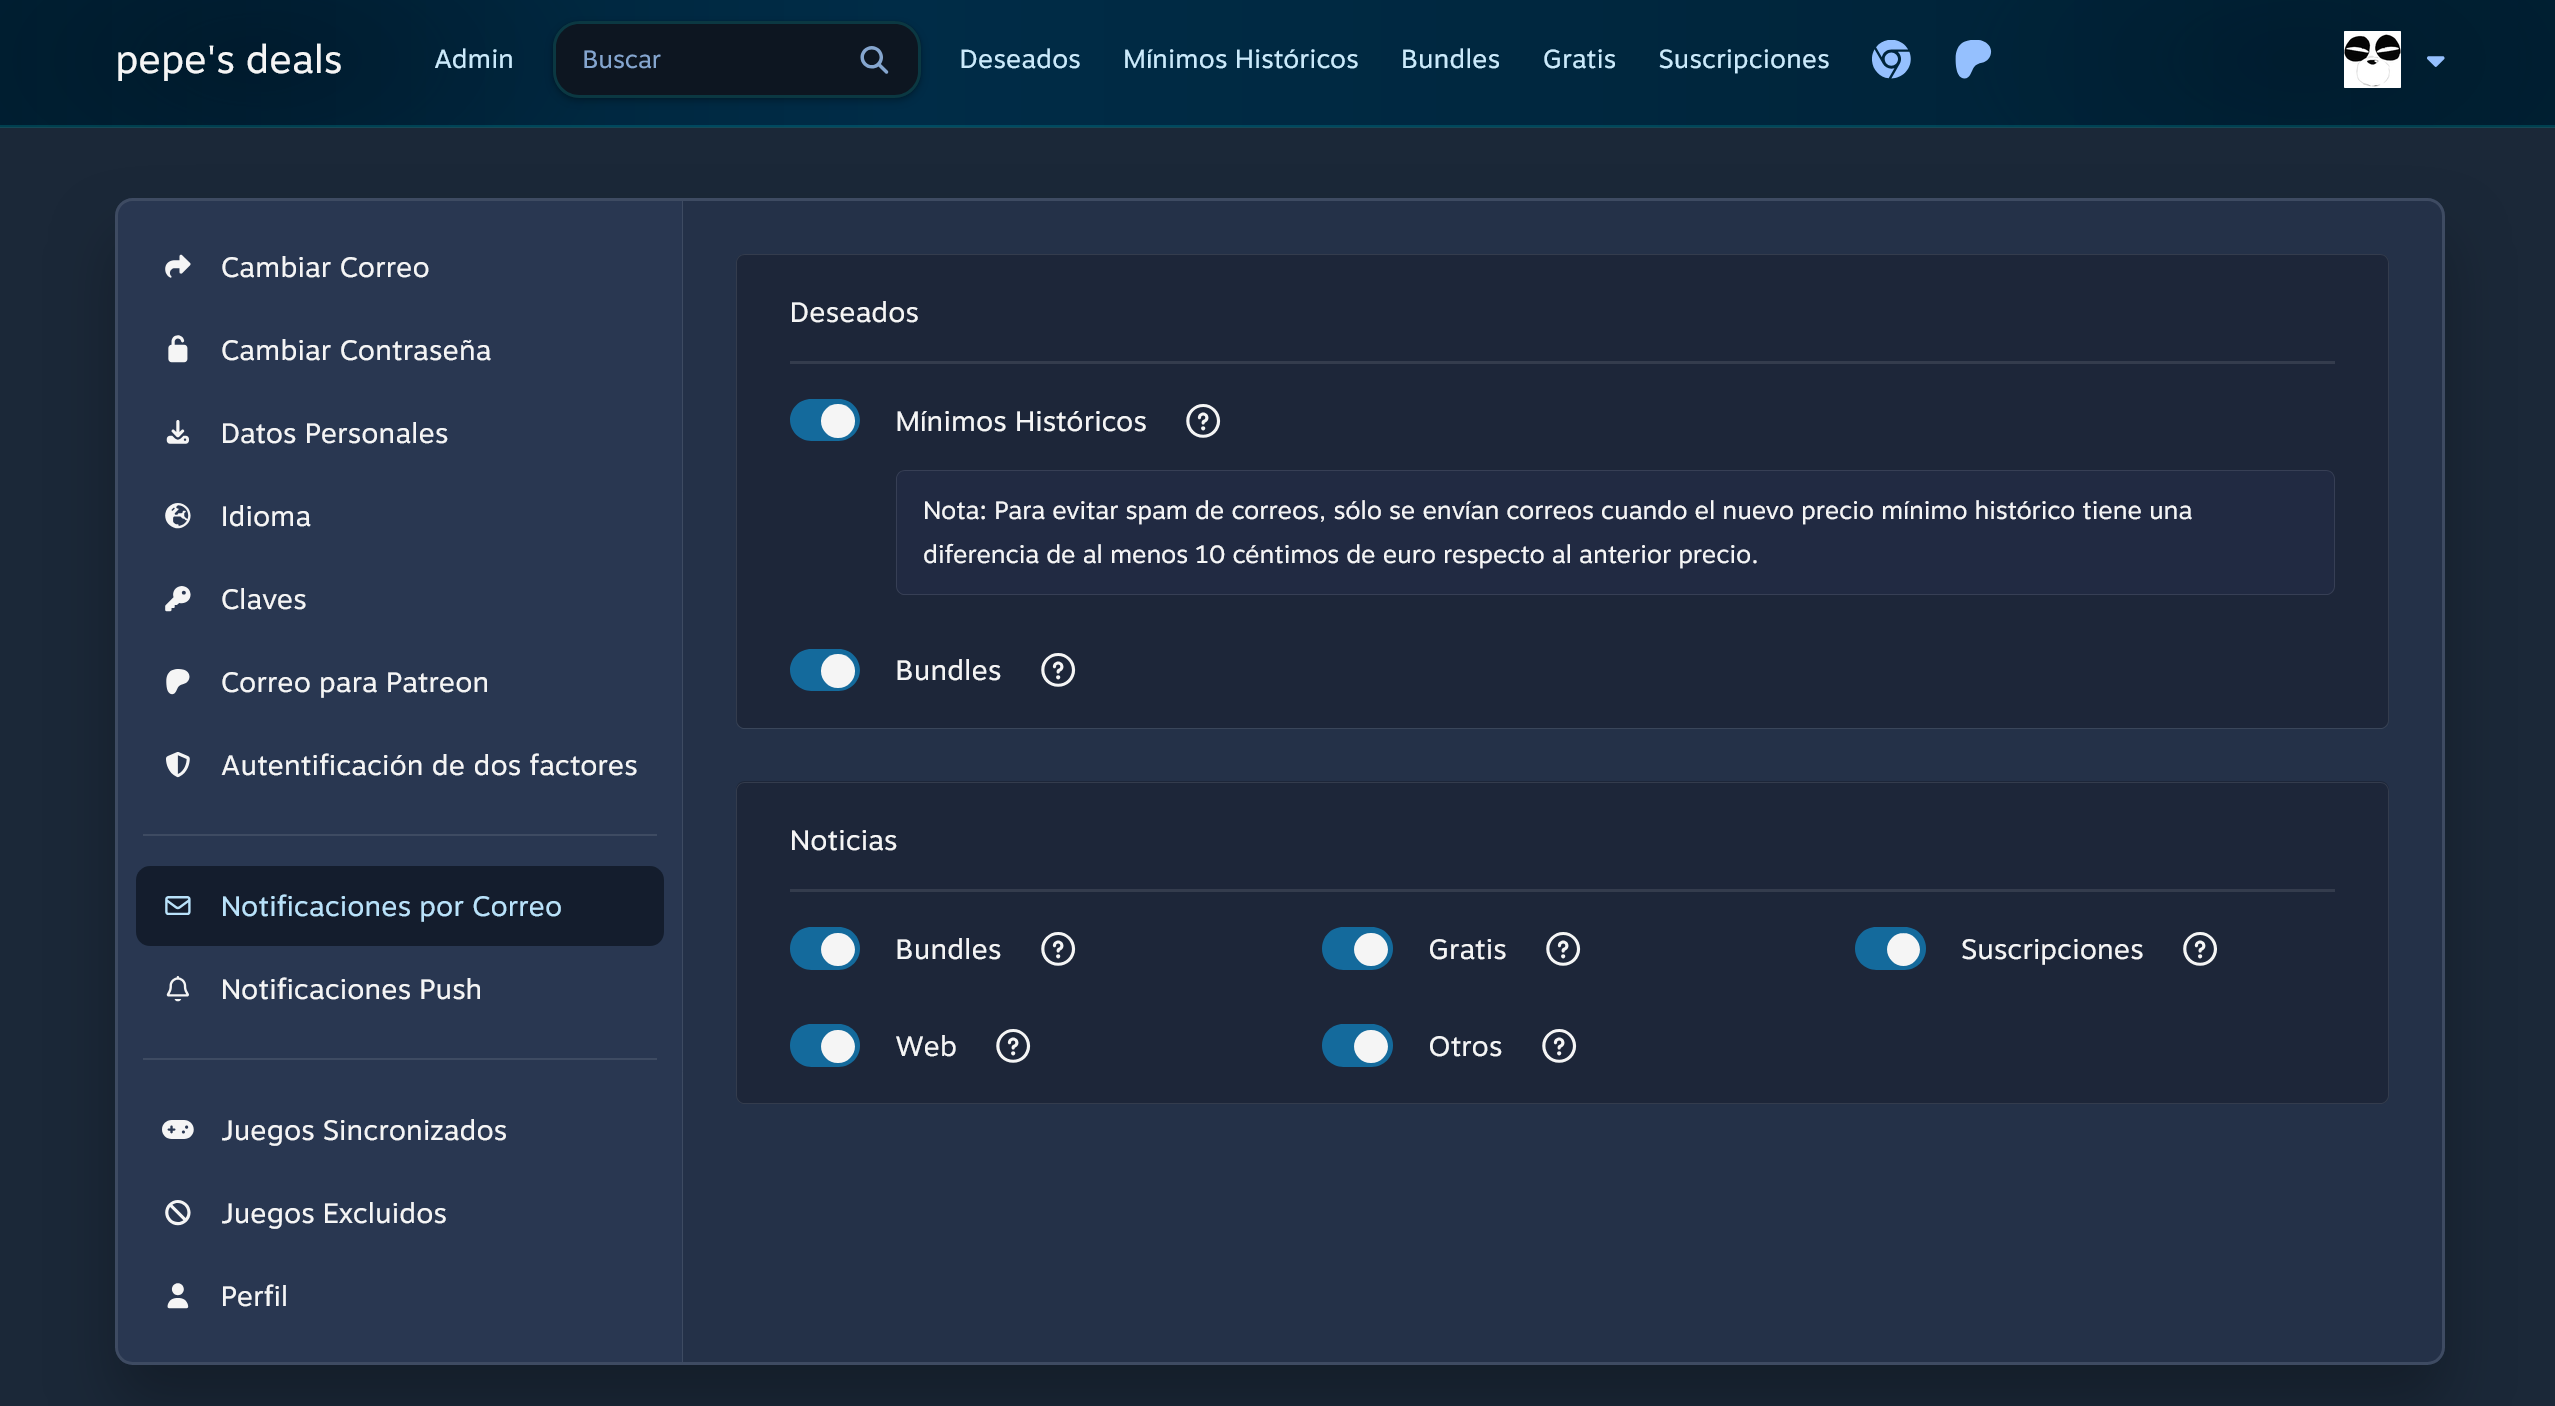 pepe's deals
Admin
Buscar
Deseados
Mínimos Históricos
Bundles
Gratis
Suscripciones
Cambiar Correo
Cambiar Contraseña
Datos Personales
Idioma
Claves
Correo para Patreon
Autentificación de dos factores
Notificaciones por Correo
Notificaciones Push
Juegos Sincronizados
Juegos Excluidos
Perfil
Deseados
Mínimos Históricos
Nota: Para evitar spam de correos, sólo se envían correos cuando el nuevo precio mínimo histórico tiene una
diferencia de al menos 10 céntimos de euro respecto al anterior precio.
Bundles
Noticias
Bundles
Gratis
Suscripciones
Web
Otros